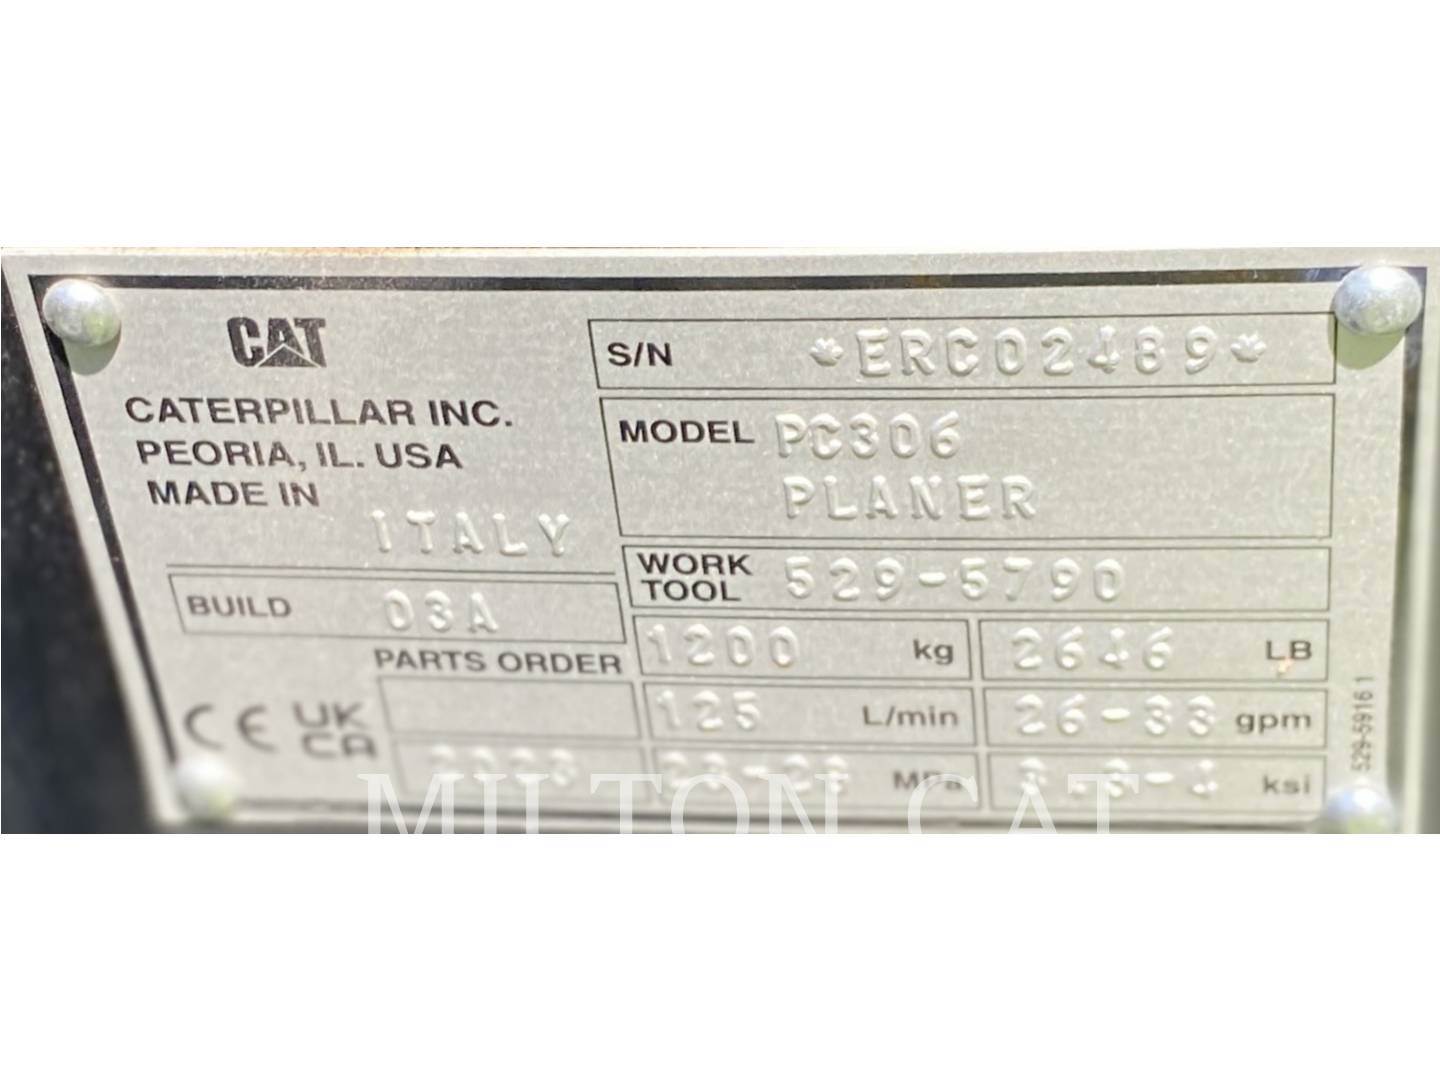 CAT
CATERPILLAR INC.
PEORIA, IL. USA
MADE IN
ITALY
BUILD 03A
PARTS ORDER
CE UK CA
S/N *ERC02489*
MODEL PC306
PLANER
WORK TOOL 529-5790
1200 kg 2646 LB
125 L/min 26-33 gpm
MPa ksi
529-5916 1
MILTON CAT